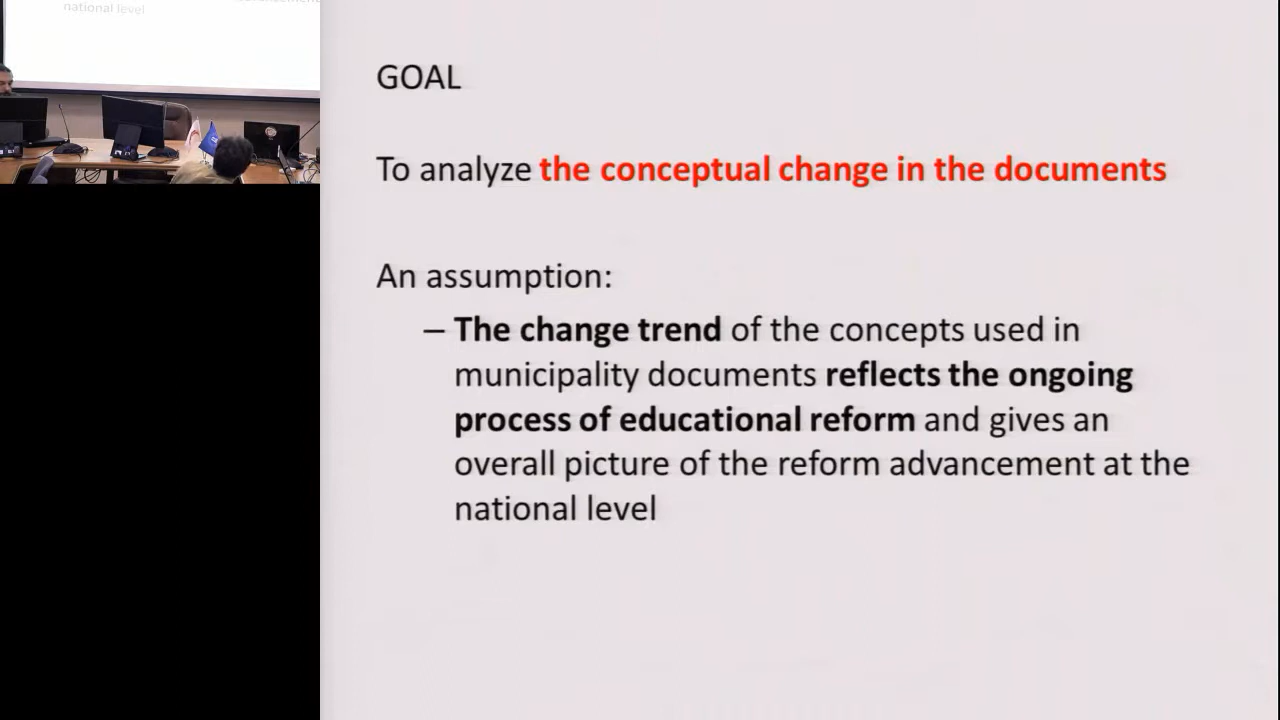 national level
GOAL
To analyze the conceptual change in the documents
An assumption:
– The change trend of the concepts used in
municipality documents reflects the ongoing
process of educational reform and gives an
overall picture of the reform advancement at the
national level